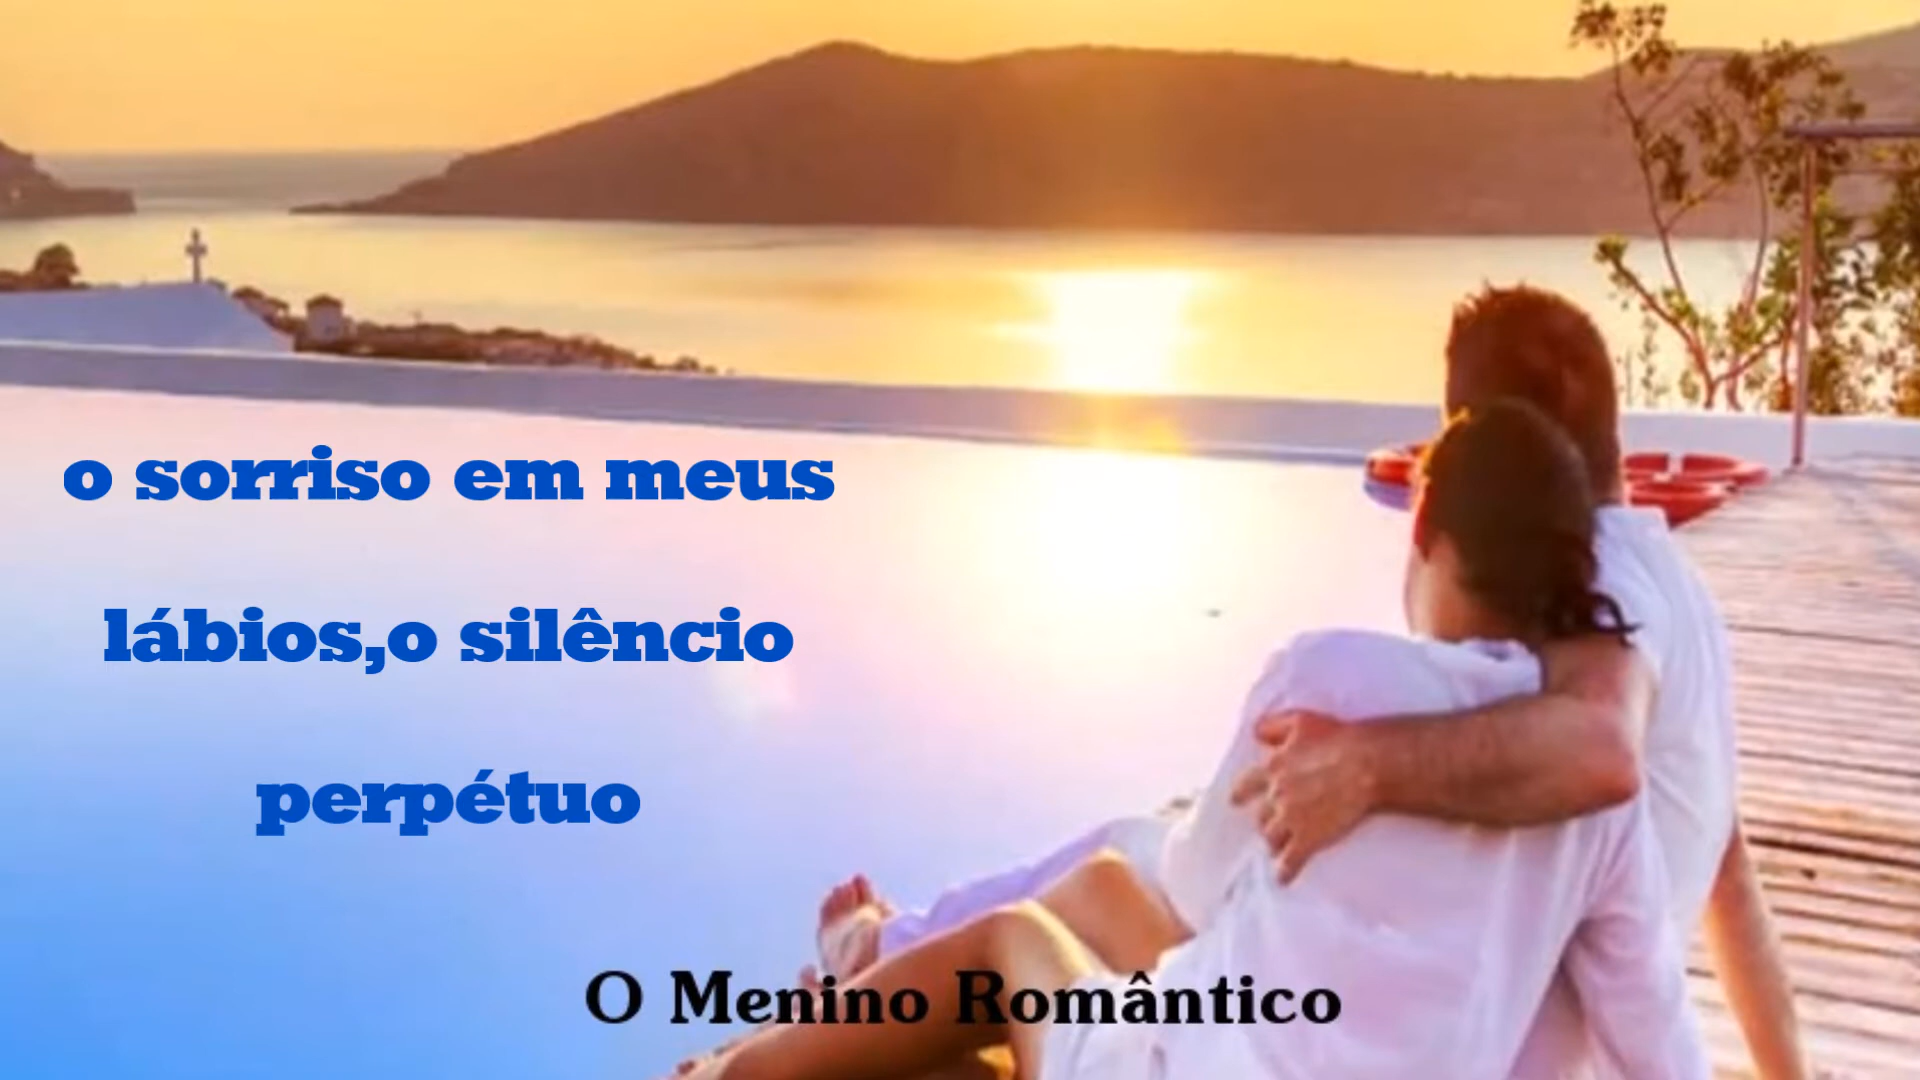 o sorriso em meus
lábios,o silêncio
perpétuo
O Menino Romântico